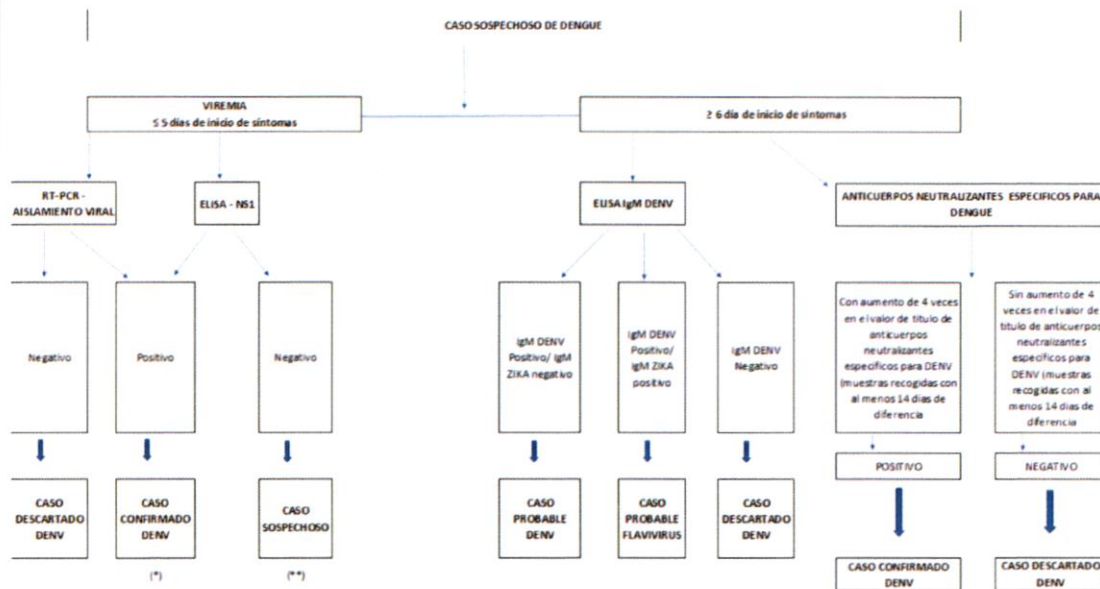 CASO SOSPECHOSO DE DENGUE
VIREMIA
≤ 5 días de inicio de síntomas
≥ 6 día de inicio de síntomas
RT-PCR -
AISLAMIENTO VIRAL
ELISA - NS1
ELISA IgM DENV
ANTICUERPOS NEUTRALIZANTES ESPECIFICOS PARA
DENGUE
Negativo
Positivo
Negativo
IgM DENV
Positivo/ IgM
ZIKA negativo
IgM DENV
Positivo/
IgM ZIKA
positivo
IgM DENV
Negativo
Con aumento de 4 veces
en el valor de título de
anticuerpos
neutralizantes
específicos para DENV
(muestras recogidas con
al menos 14 días de
diferencia
Sin aumento de 4
veces en el valor de
título de anticuerpos
neutralizantes
específicos para
DENV (muestras
recogidas con al
menos 14 días de
diferencia
POSITIVO
NEGATIVO
CASO
DESCARTADO
DENV
CASO
CONFIRMADO
DENV
(*)
CASO
SOSPECHOSO
(**)
CASO
PROBABLE
DENV
CASO
PROBABLE
FLAVIVIRUS
CASO
DESCARTADO
DENV
CASO CONFIRMADO
DENV
CASO DESCARTADO
DENV